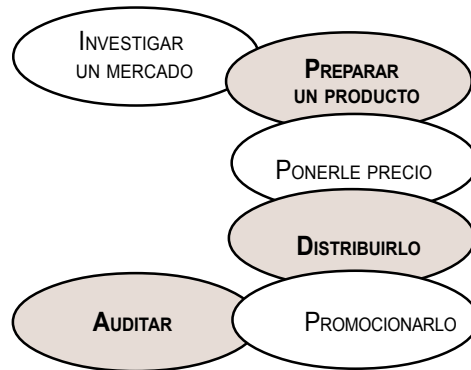 INVESTIGAR
UN MERCADO
PREPARAR
UN PRODUCTO
PONERLE PRECIO
DISTRIBUIRLO
AUDITAR
PROMOCIONARLO